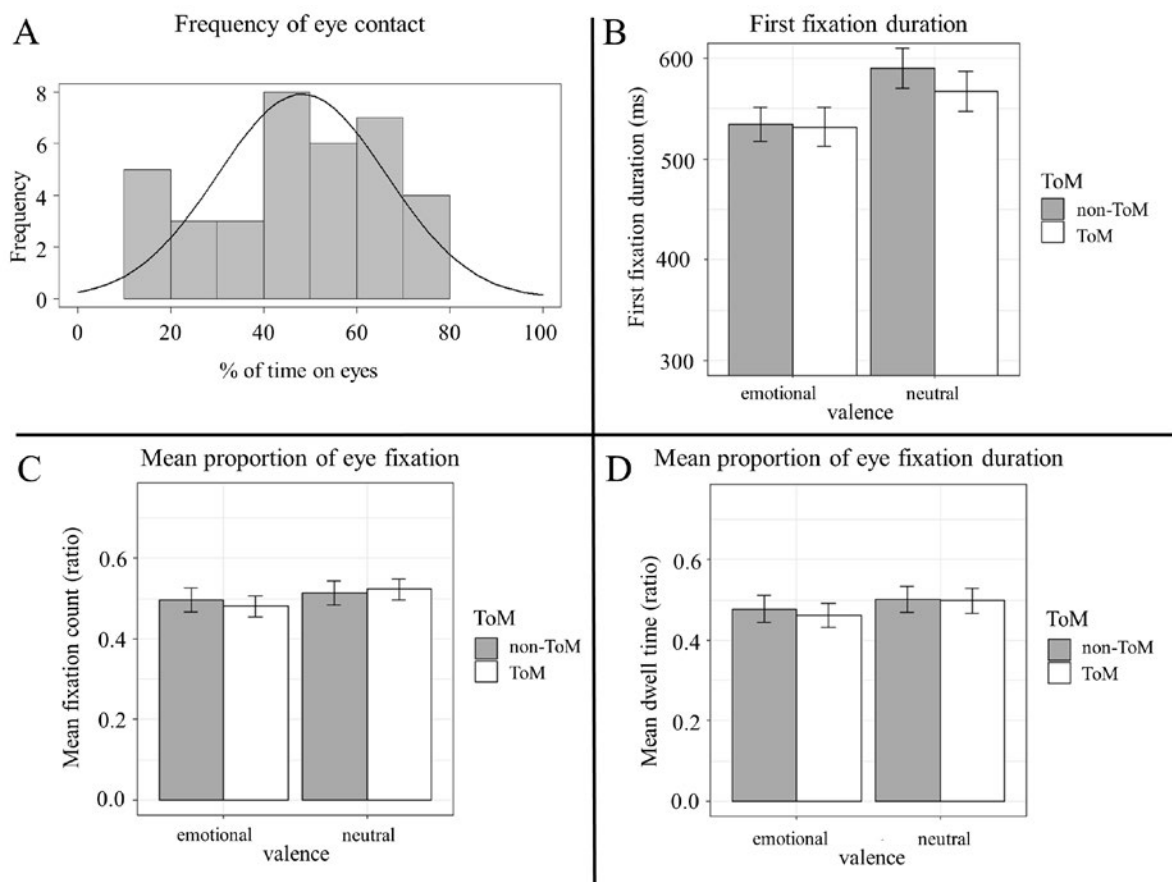 A
Frequency of eye contact
Frequency
8
6
4
2
0
0 20 40 60 80 100
% of time on eyes
B
First fixation duration
First fixation duration (ms)
600
500
400
300
emotional neutral
valence
ToM
non-ToM
ToM
C
Mean proportion of eye fixation
Mean fixation count (ratio)
0.6
0.4
0.2
0.0
emotional neutral
valence
ToM
non-ToM
ToM
D
Mean proportion of eye fixation duration
Mean dwell time (ratio)
0.6
0.4
0.2
0.0
emotional neutral
valence
ToM
non-ToM
ToM